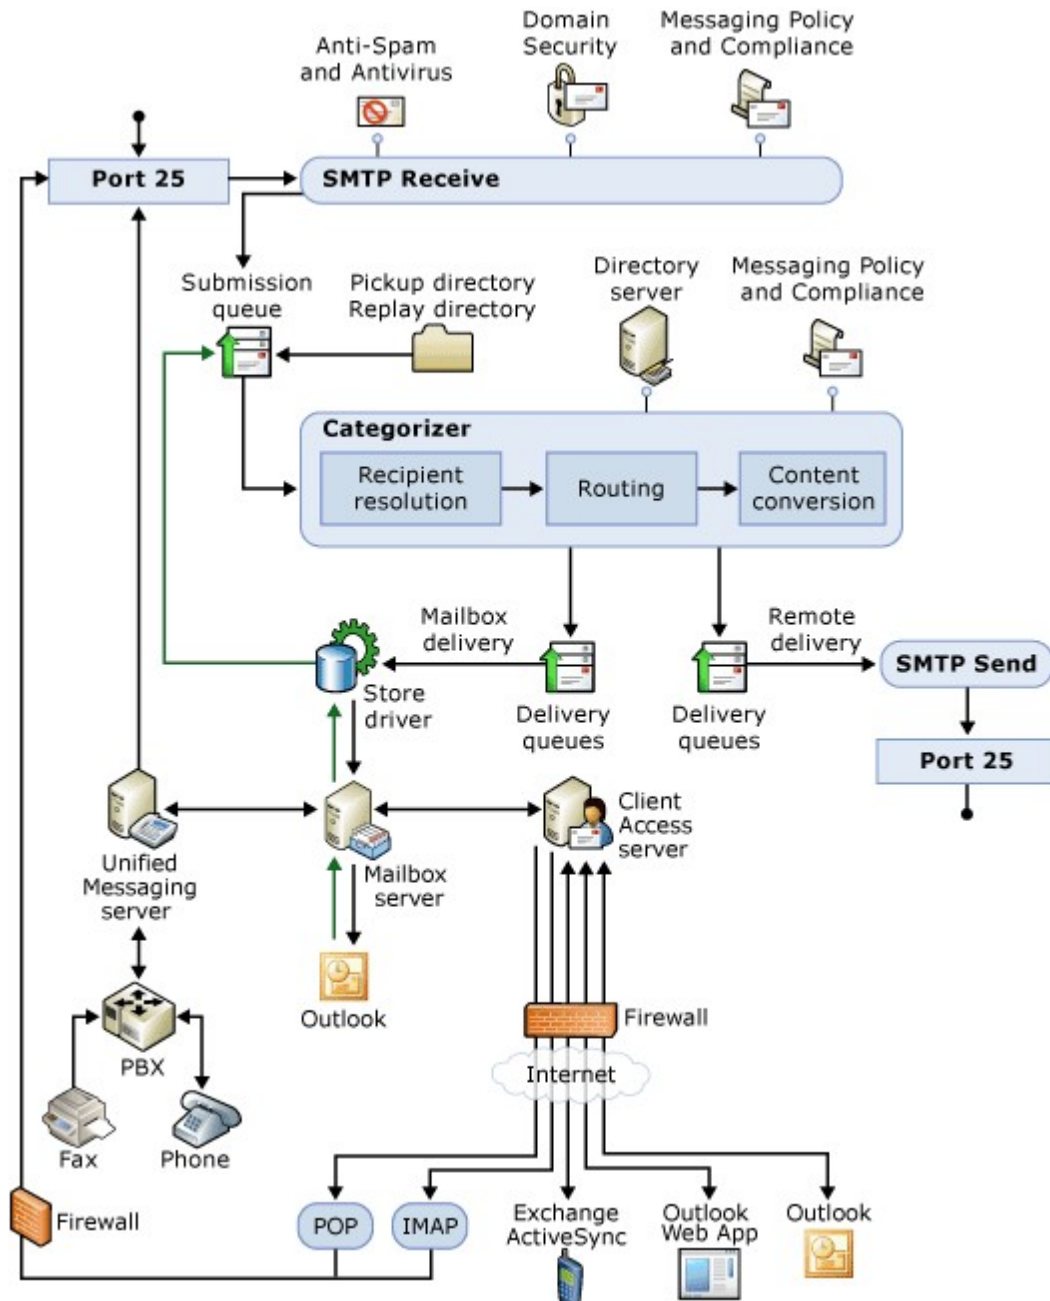 Anti-Spam
and Antivirus
Domain
Security
Messaging Policy
and Compliance
Port 25
SMTP Receive
Submission
queue
Pickup directory
Replay directory
Directory
server
Messaging Policy
and Compliance
Categorizer
Recipient
resolution
Routing
Content
conversion
Mailbox
delivery
Remote
delivery
Store
driver
Delivery
queues
Delivery
queues
SMTP Send
Port 25
Unified
Messaging
server
Mailbox
server
Client
Access
server
Outlook
PBX
Fax
Phone
Firewall
Internet
Firewall
POP
IMAP
Exchange
ActiveSync
Outlook
Web App
Outlook